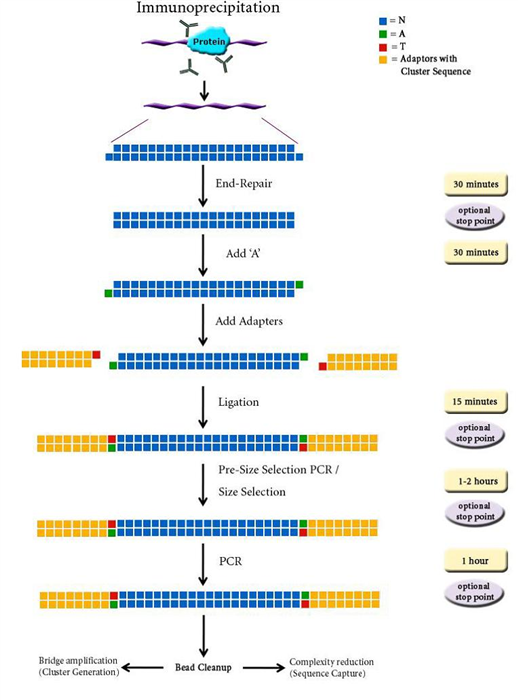 Immunoprecipitation
Protein
= N
= A
= T
= Adaptors with
Cluster Sequence
End-Repair
30 minutes
optional
stop point
Add ‘A’
30 minutes
Add Adapters
Ligation
15 minutes
optional
stop point
Pre-Size Selection PCR /
Size Selection
1-2 hours
optional
stop point
PCR
1 hour
optional
stop point
Bridge amplification
(Cluster Generation)
Bead Cleanup
Complexity reduction
(Sequence Capture)